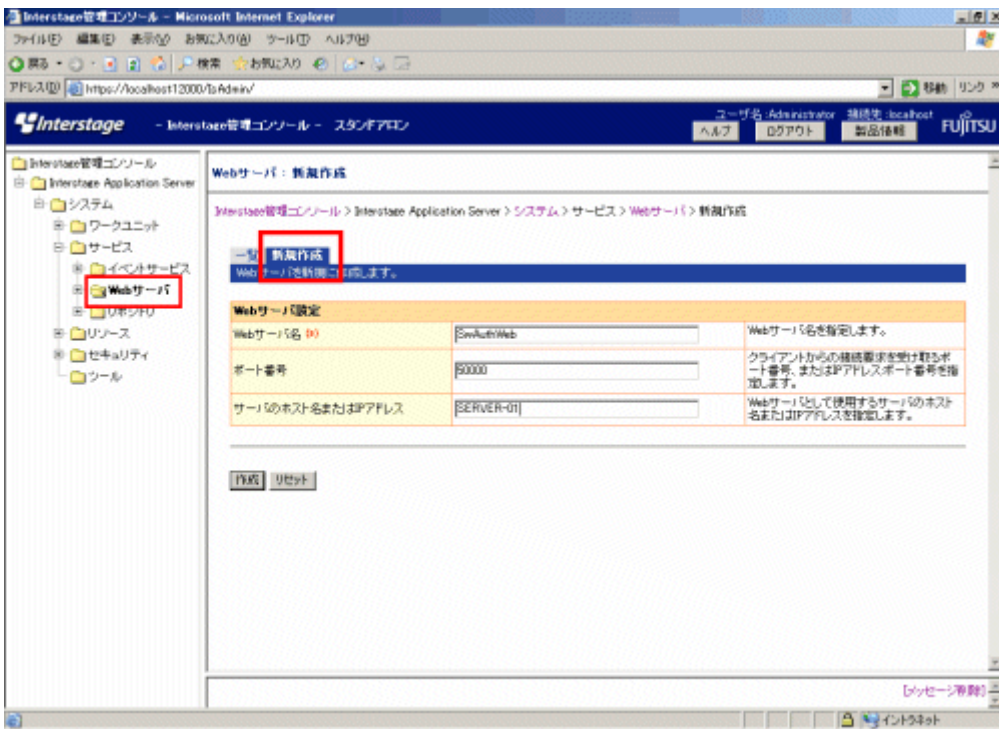 Interstage管理コンソール - Microsoft Internet Explorer
ファイル(F) 編集(E) 表示(V) お気に入り(A) ツール(T) ヘルプ(H)
戻る 検索 お気に入り
アドレス(D) https://localhost:12000/IsAdmin/ 移動 リンク »
Interstage - Interstage管理コンソール - スタンドアロン
ユーザ名:Administrator 接続先:localhost
ヘルプ ログアウト 製品情報 FUJITSU
Interstage管理コンソール
Interstage Application Server
システム
ワークユニット
サービス
イベントサービス
Webサーバ
リポジトリ
リソース
セキュリティ
ツール
Webサーバ : 新規作成
Interstage管理コンソール > Interstage Application Server > システム > サービス > Webサーバ > 新規作成
一覧 新規作成
Webサーバを新規に作成します。
Webサーバ設定
Webサーバ名 SwAuthWeb Webサーバ名を指定します。
ポート番号 50000 クライアントからの接続要求を受け取るポート番号、またはIPアドレス:ポート番号を指定します。
サーバのホスト名またはIPアドレス SERVER-01 Webサーバとして使用するサーバのホスト名またはIPアドレスを指定します。
作成 リセット
[メッセージ削除]
イントラネット